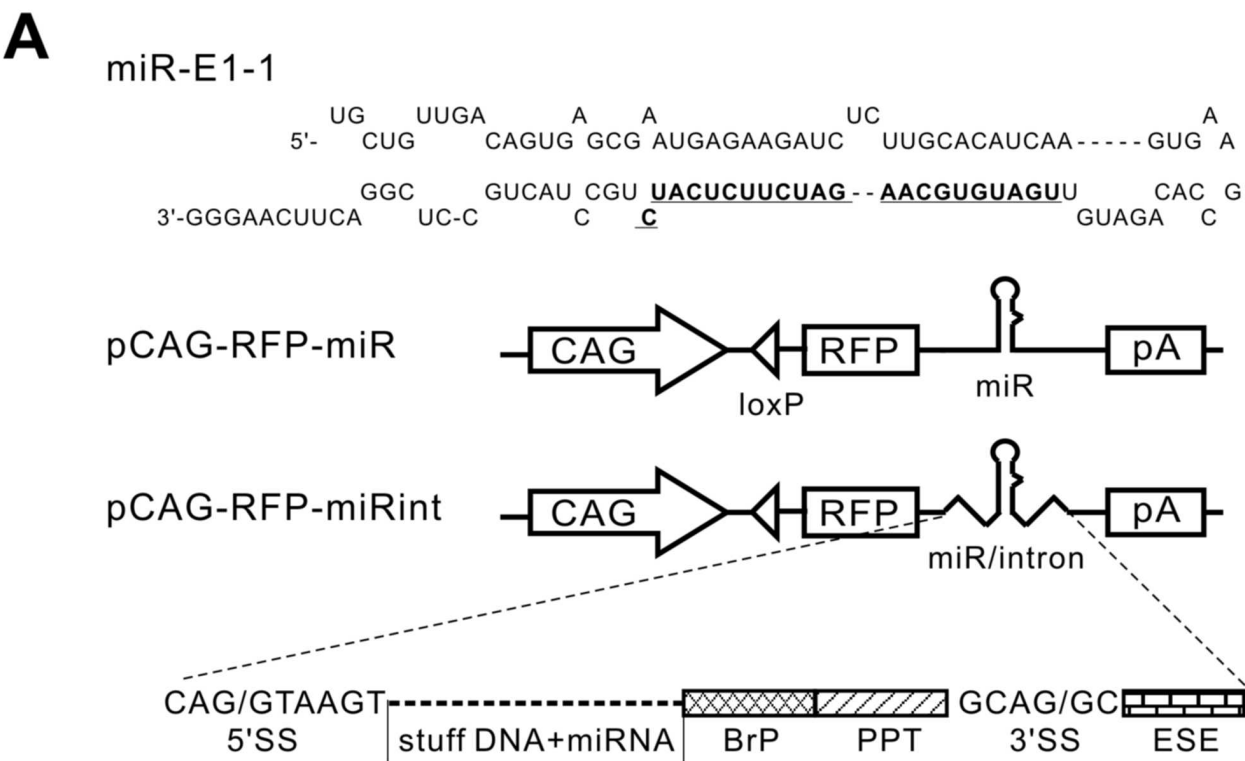 A
miR-E1-1
UG UUGA A A UC A
5'- CUG CAGUG GCG AUGAGAAGAUC UUGCACAUCAA-----GUG A
GGC GUCAU CGU UACUCUUCUAG--AACGUGUAGUU CAC G
3'-GGGAACUUCA UC-C C C GUAGA C
pCAG-RFP-miR CAG RFP pA
loxP miR
pCAG-RFP-miRint CAG RFP pA
miR/intron
CAG/GTAAGT GCAG/GC
5'SS stuff DNA+miRNA BrP PPT 3'SS ESE